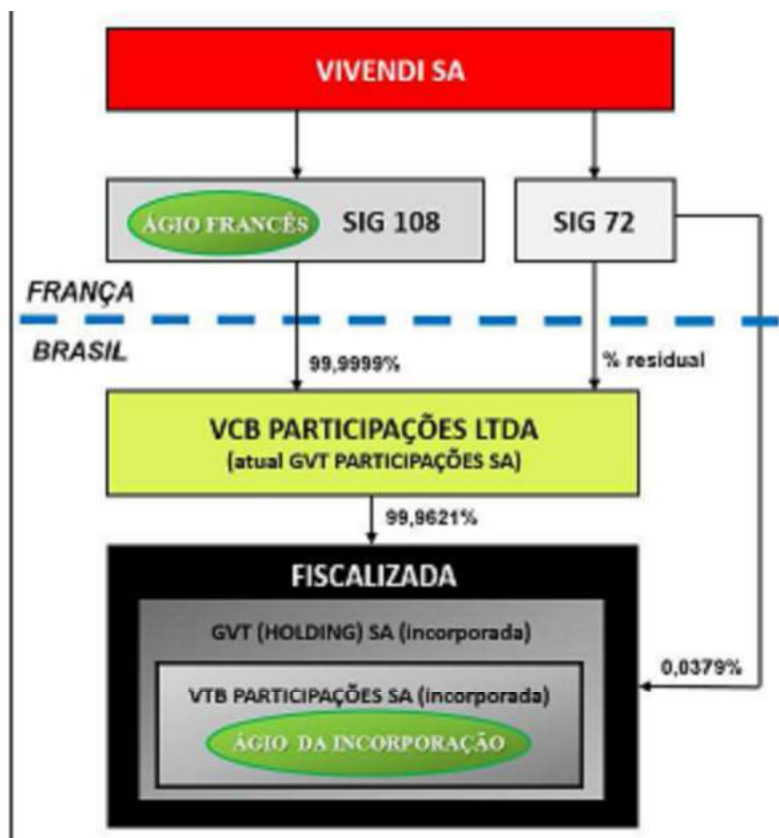 VIVENDI SA
ÁGIO FRANCÊS
SIG 108
SIG 72
FRANÇA
BRASIL
99,9999%
% residual
VCB PARTICIPAÇÕES LTDA
(atual GVT PARTICIPAÇÕES SA)
99,9621%
FISCALIZADA
GVT (HOLDING) SA (incorporada)
0,0379%
VTB PARTICIPAÇÕES SA (incorporada)
ÁGIO DA INCORPORAÇÃO